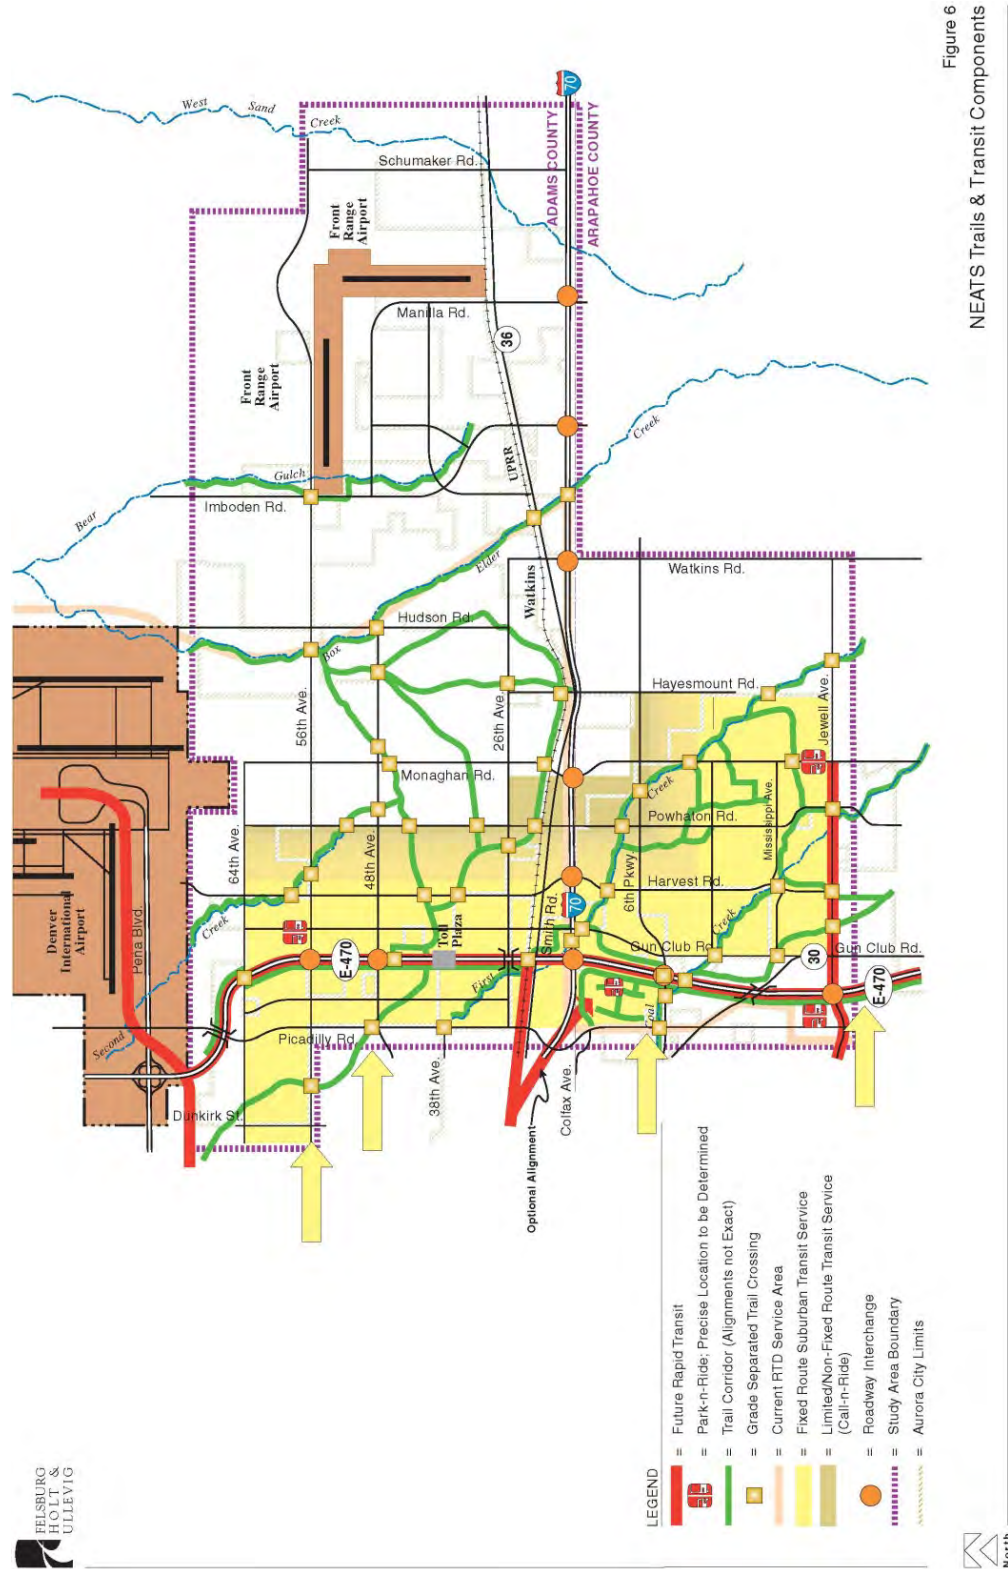 Figure 6
NEATS Trails & Transit Components
FELSBURG
HOLT &
ULLEVIG
North
West
Sand
Creek
Schumaker Rd.
ADAMS COUNTY
ARAPAHOE COUNTY
70
Front
Range
Airport
Front
Range
Airport
Manilla Rd.
36
UPRR
Gulch
Imboden Rd.
Bear
Creek
Elder
Box
Watkins
Watkins Rd.
Hudson Rd.
56th Ave.
26th Ave.
Hayesmount Rd.
Jewell Ave.
Monaghan Rd.
Creek
Powhaton Rd.
Mississippi Ave.
64th Ave.
48th Ave.
6th Pkwy.
Harvest Rd.
Denver
International
Airport
Pena Blvd.
Creek
Second
Toll
Plaza
E-470
Smith Rd.
70
Creek
Gun Club Rd.
Gun Club Rd.
30
E-470
First
Coal
Picadilly Rd.
38th Ave.
Colfax Ave.
Dunkirk St.
Optional Alignment
LEGEND
= Future Rapid Transit
= Park-n-Ride; Precise Location to be Determined
= Trail Corridor (Alignments not Exact)
= Grade Separated Trail Crossing
= Current RTD Service Area
= Fixed Route Suburban Transit Service
= Limited/Non-Fixed Route Transit Service
(Call-n-Ride)
= Roadway Interchange
= Study Area Boundary
= Aurora City Limits